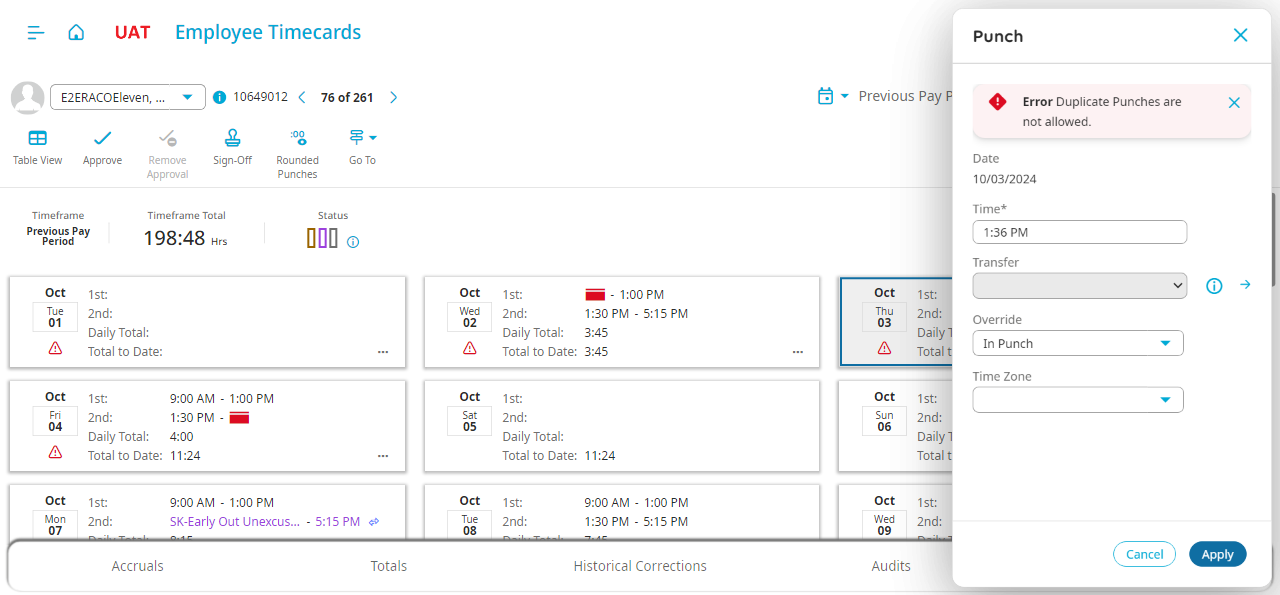 UAT Employee Timecards
E2ERACOEleven, ...
10649012
76 of 261
Previous Pay P
Table View
Approve
Remove
Approval
Sign-Off
Rounded
Punches
Go To
Timeframe
Previous Pay
Period
Timeframe Total
198:48 Hrs
Status
Oct
Tue
01
1st:
2nd:
Daily Total:
Total to Date:
...
Oct
Wed
02
1st: - 1:00 PM
2nd: 1:30 PM - 5:15 PM
Daily Total: 3:45
Total to Date: 3:45
...
Oct
Thu
03
1st:
2nd:
Daily T
Total t
Oct
Fri
04
1st: 9:00 AM - 1:00 PM
2nd: 1:30 PM -
Daily Total: 4:00
Total to Date: 11:24
...
Oct
Sat
05
1st:
2nd:
Daily Total:
Total to Date: 11:24
Oct
Sun
06
1st:
2nd:
Daily T
Total t
Oct
Mon
07
1st: 9:00 AM - 1:00 PM
2nd: SK-Early Out Unexcus... - 5:15 PM
Oct
Tue
08
1st: 9:00 AM - 1:00 PM
2nd: 1:30 PM - 5:15 PM
Oct
Wed
09
1st:
2nd:
Accruals
Totals
Historical Corrections
Audits
Punch
Error Duplicate Punches are
not allowed.
Date
10/03/2024
Time*
1:36 PM
Transfer
Override
In Punch
Time Zone
Cancel
Apply